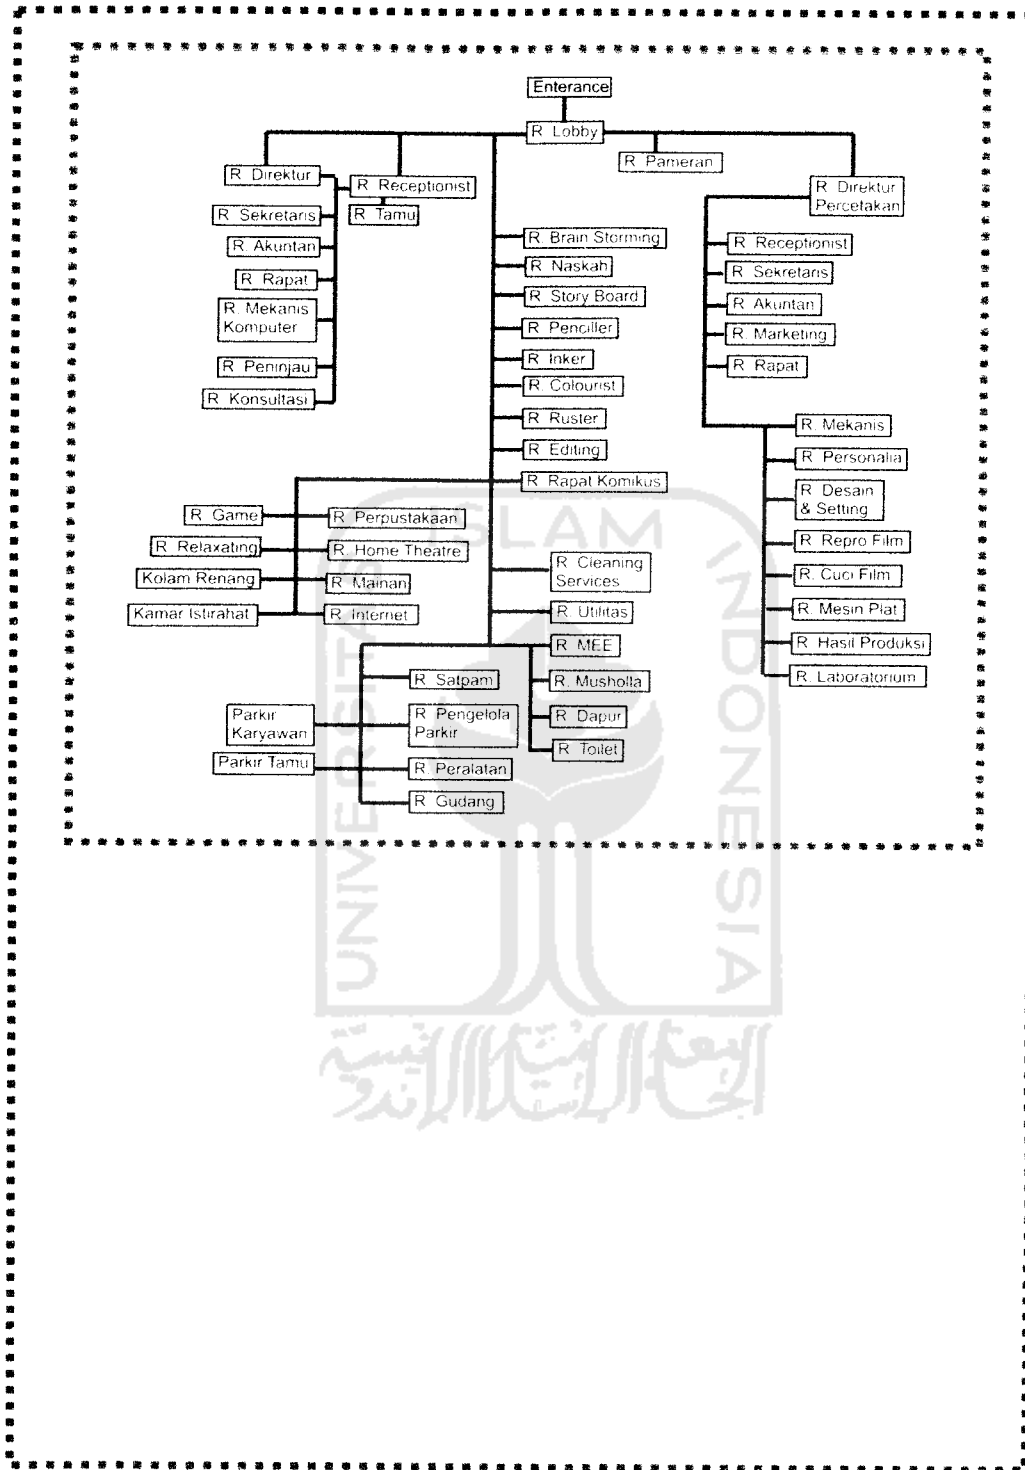 Enterance
R Lobby
R Pameran
R Direktur
R Receptionist
R Tamu
R Sekretaris
R Akuntan
R Rapat
R. Mekanis
Komputer
R Peninjau
R Konsultasi
R. Brain Storming
R Naskah
R Story Board
R Penciller
R Inker
R. Colourist
R Ruster
R Editing
R Rapat Komikus
R Direktur
Percetakan
R Receptionist
R Sekretaris
R Akuntan
R. Marketing
R Rapat
R. Mekanis
R Personalia
R Desain
& Setting
R Repro Film
R. Cuci Film
R Mesin Plat
R Hasil Produksi
R. Laboratorium
R Game
R Perpustakaan
R Relaxating
R. Home Theatre
Kolam Renang
R Mainan
Kamar Istirahat
R Internet
R Cleaning
Services
R Utilitas
R MEE
R. Musholla
R Dapur
R Toilet
R Satpam
Parkir
Karyawan
R Pengelola
Parkir
Parkir Tamu
R Peralatan
R Gudang
UNIVERSITAS
ISLAM
INDONESIA